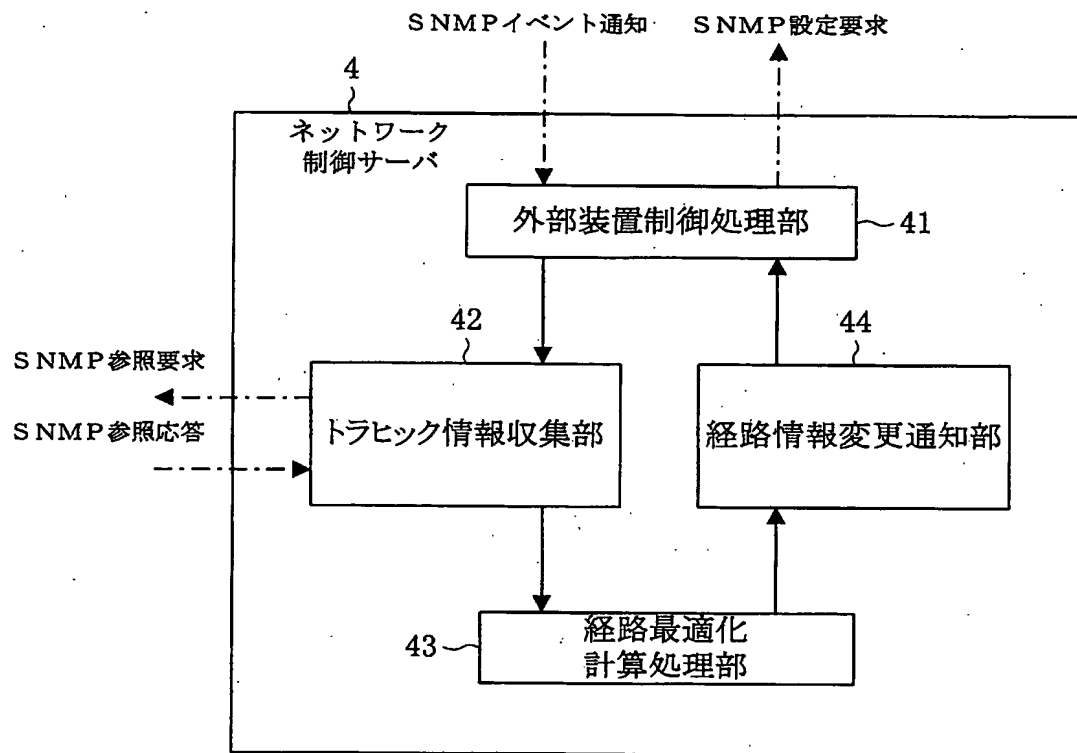 SNMPイベント通知
SNMP設定要求
4
ネットワーク
制御サーバ
外部装置制御処理部
41
42
44
SNMP参照要求
SNMP参照応答
トラヒック情報収集部
経路情報変更通知部
43
経路最適化
計算処理部